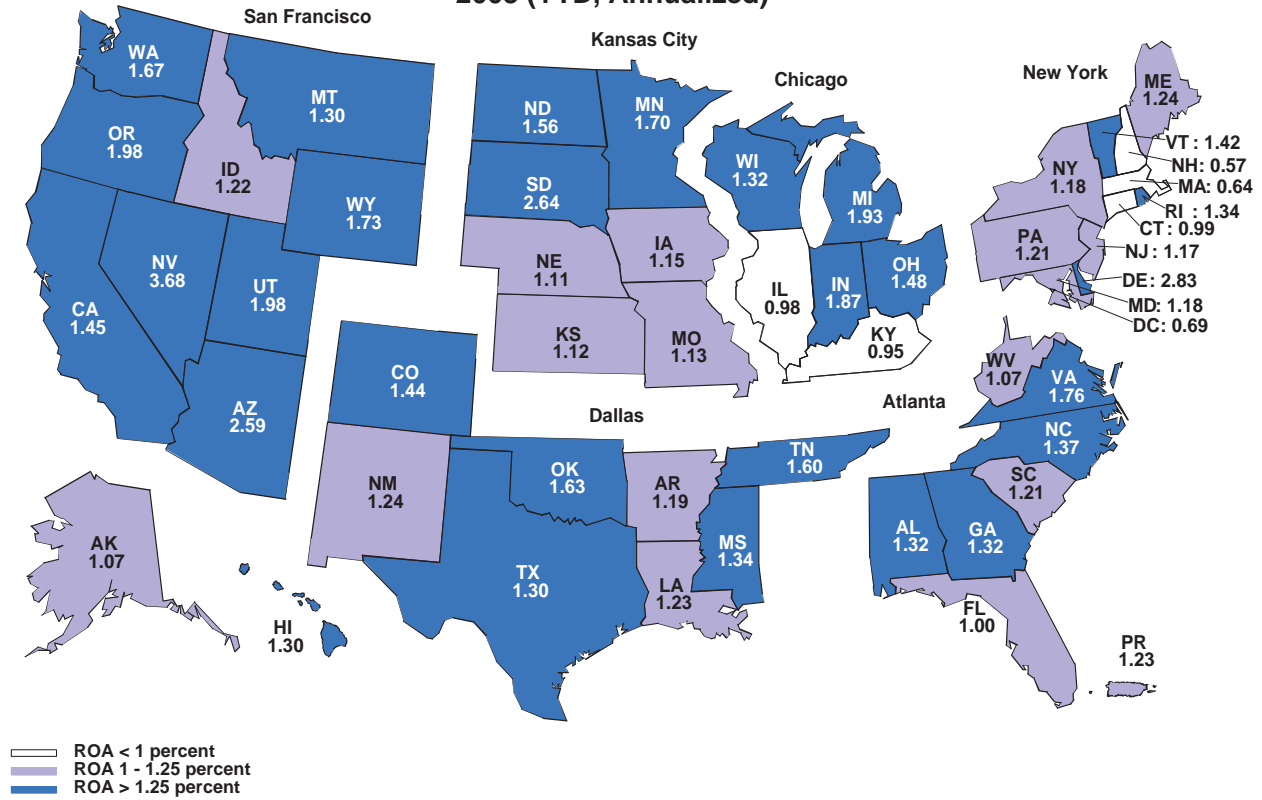 (YTD, Annualized)
San Francisco
Kansas City
Chicago
New York
Dallas
Atlanta
WA
1.67
OR
1.98
ID
1.22
MT
1.30
WY
1.73
NV
3.68
UT
1.98
CA
1.45
AZ
2.59
AK
1.07
HI
1.30
ND
1.56
MN
1.70
SD
2.64
NE
1.11
IA
1.15
KS
1.12
MO
1.13
WI
1.32
MI
1.93
IL
0.98
IN
1.87
OH
1.48
KY
0.95
ME
1.24
NY
1.18
PA
1.21
VT : 1.42
NH: 0.57
MA: 0.64
RI : 1.34
CT : 0.99
NJ : 1.17
DE: 2.83
MD: 1.18
DC: 0.69
CO
1.44
NM
1.24
OK
1.63
TX
1.30
AR
1.19
LA
1.23
MS
1.34
TN
1.60
WV
1.07
VA
1.76
NC
1.37
SC
1.21
AL
1.32
GA
1.32
FL
1.00
PR
1.23
ROA < 1 percent
ROA 1 - 1.25 percent
ROA > 1.25 percent